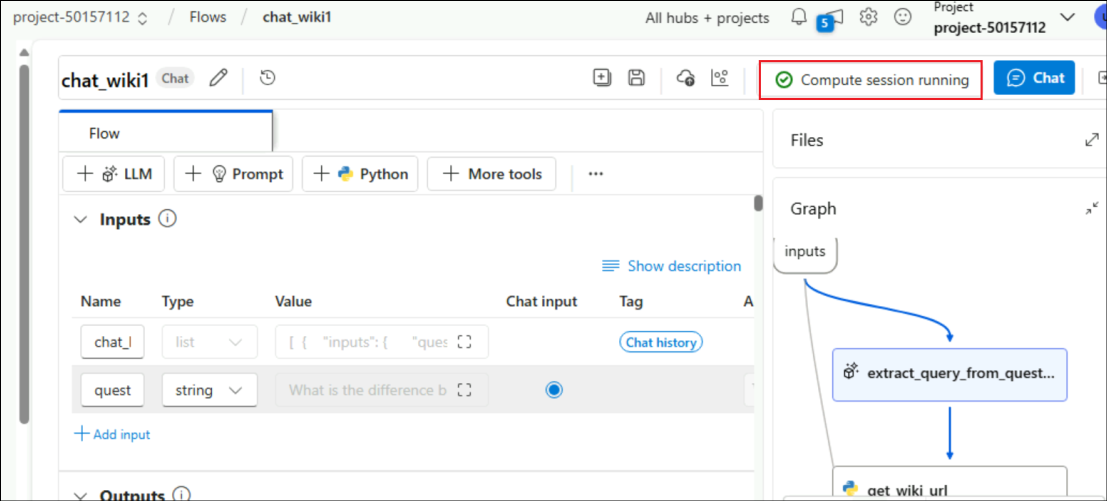 project-50157112 / Flows / chat_wiki1
All hubs + projects
5
Project
project-50157112
chat_wiki1 Chat
Compute session running
Chat
Flow
LLM
Prompt
Python
More tools
...
Inputs
Show description
Name Type Value Chat input Tag A
chat_l list [ { "inputs": { "ques Chat history
quest string What is the difference b
Add input
Outputs
Files
Graph
inputs
extract_query_from_quest...
get_wiki_url